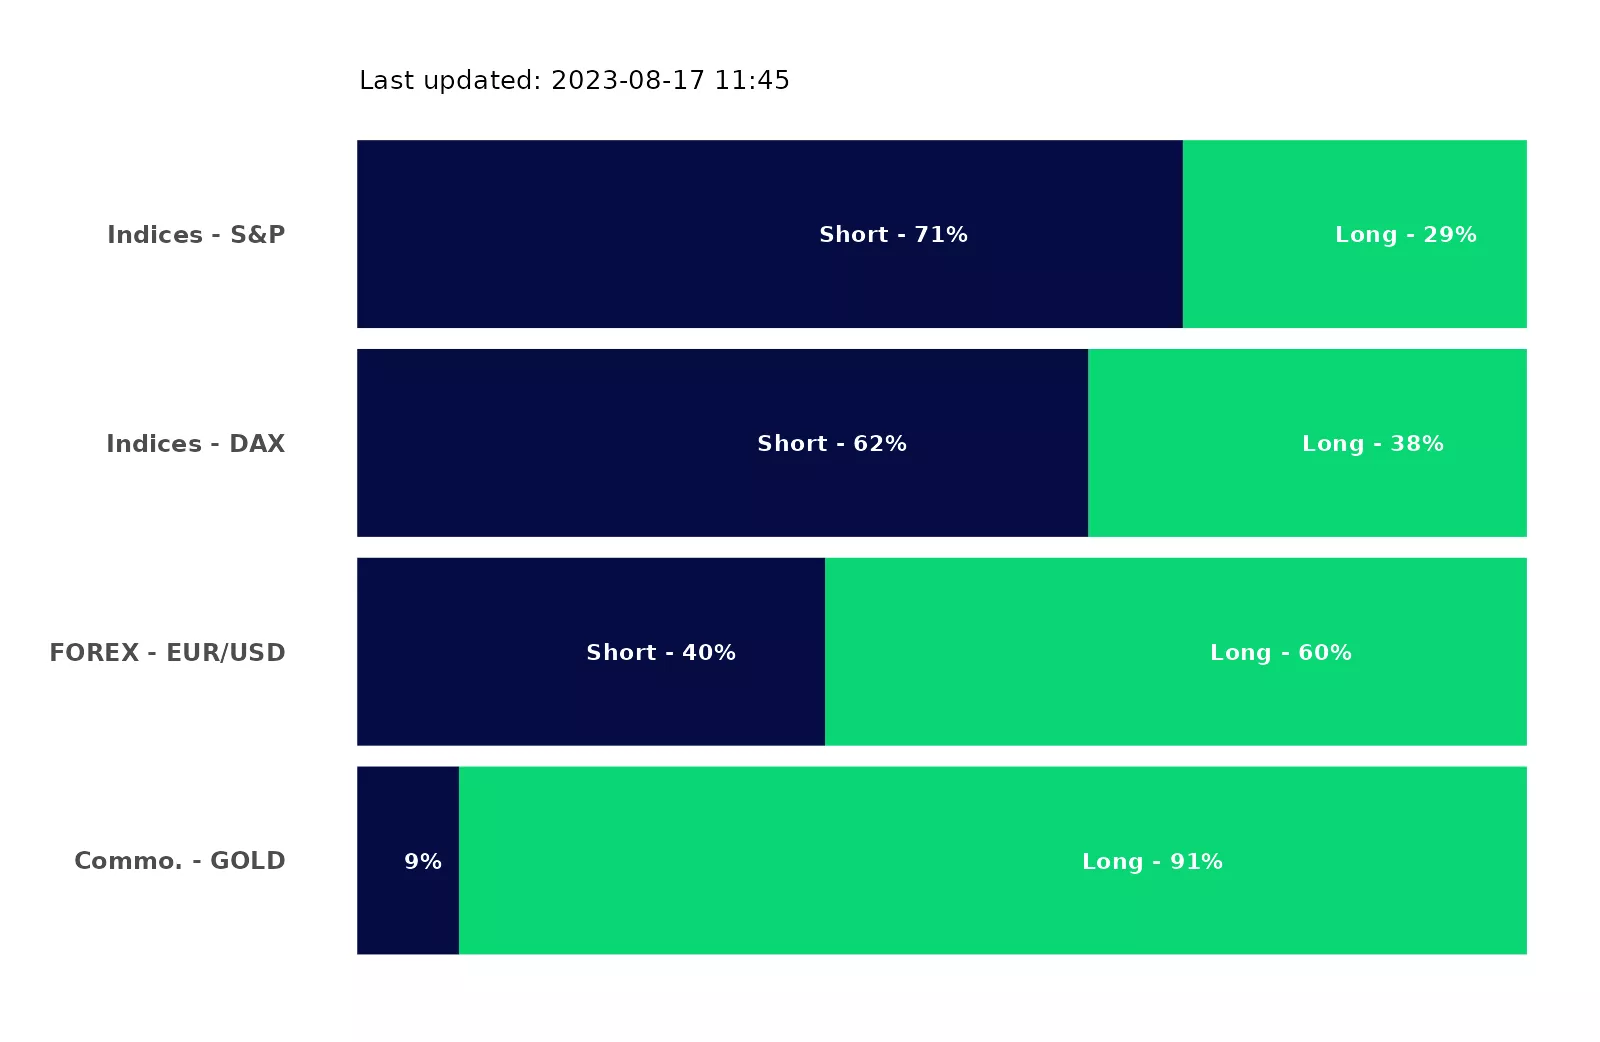 Last updated: 2023-08-17 11:45
Indices - S&P
Short - 71%
Long - 29%
Indices - DAX
Short - 62%
Long - 38%
FOREX - EUR/USD
Short - 40%
Long - 60%
Commo. - GOLD
9%
Long - 91%